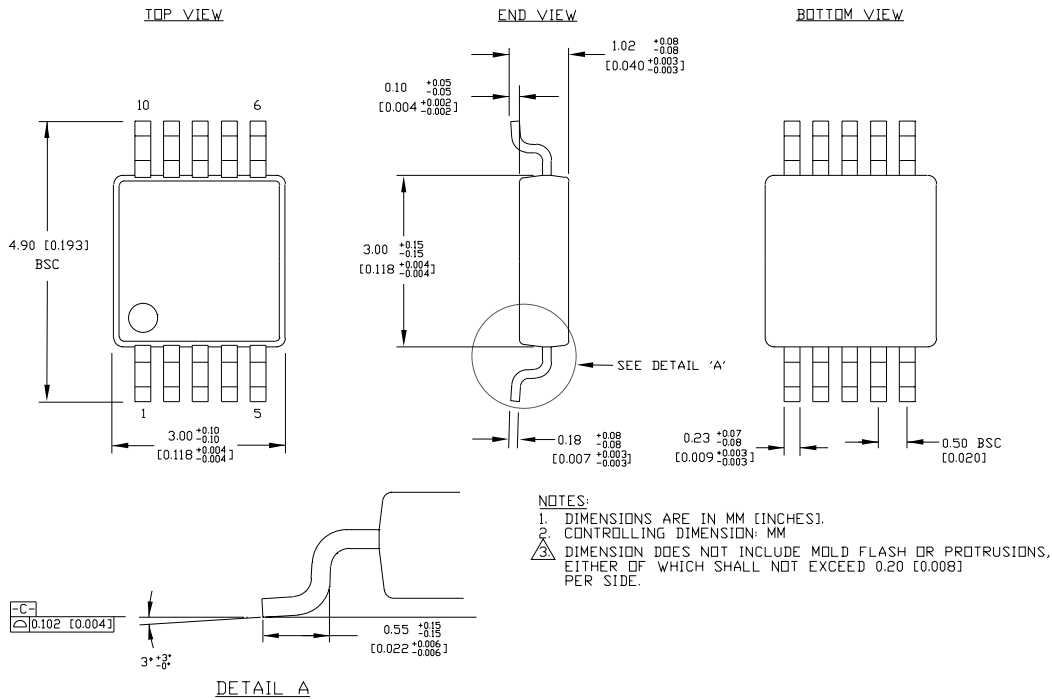 TOP VIEW
END VIEW
BOTTOM VIEW
1.02 +0.08 -0.08
[0.040 +0.003 -0.003]
0.10 +0.05 -0.05
[0.004 +0.002 -0.002]
10 6
4.90 [0.193]
BSC
3.00 +0.15 -0.15
[0.118 +0.004 -0.004]
SEE DETAIL 'A'
1 5
3.00 +0.10 -0.10
[0.118 +0.004 -0.004]
0.18 +0.08 -0.08
[0.007 +0.003 -0.003]
0.23 +0.07 -0.08
[0.009 +0.003 -0.003]
0.50 BSC
[0.020]
NOTES:
1. DIMENSIONS ARE IN MM [INCHES].
2. CONTROLLING DIMENSION: MM
3. DIMENSION DOES NOT INCLUDE MOLD FLASH OR PROTRUSIONS,
EITHER OF WHICH SHALL NOT EXCEED 0.20 [0.008]
PER SIDE.
-C-
⌓ 0.102 [0.004]
3° +3° -0°
0.55 +0.15 -0.15
[0.022 +0.006 -0.006]
DETAIL A